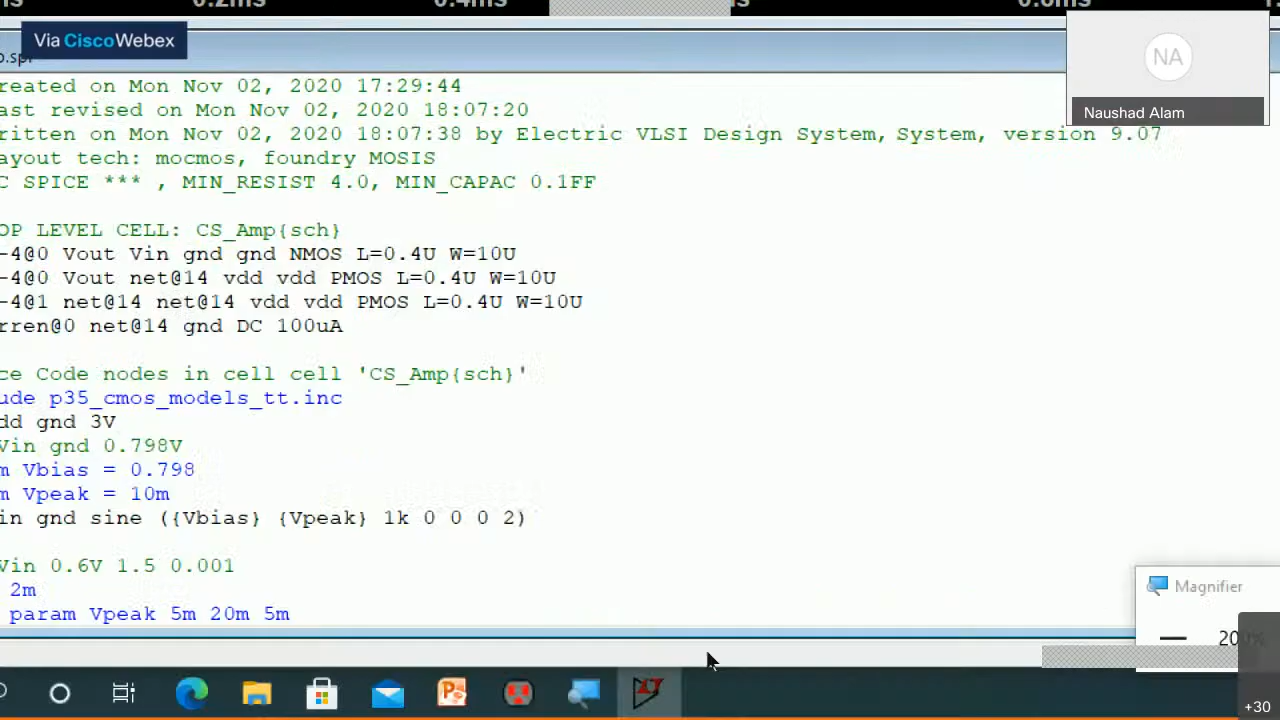 0.2ms 0.4ms
Via CiscoWebex
NA
Naushad Alam
reated on Mon Nov 02, 2020 17:29:44
ast revised on Mon Nov 02, 2020 18:07:20
ritten on Mon Nov 02, 2020 18:07:38 by Electric VLSI Design System, System, version 9.07
ayout tech: mocmos, foundry MOSIS
C SPICE *** , MIN_RESIST 4.0, MIN_CAPAC 0.1FF
OP LEVEL CELL: CS_Amp{sch}
-4@0 Vout Vin gnd gnd NMOS L=0.4U W=10U
-4@0 Vout net@14 vdd vdd PMOS L=0.4U W=10U
-4@1 net@14 net@14 vdd vdd PMOS L=0.4U W=10U
rren@0 net@14 gnd DC 100uA
ce Code nodes in cell cell 'CS_Amp{sch}'
ude p35_cmos_models_tt.inc
dd gnd 3V
Vin gnd 0.798V
m Vbias = 0.798
m Vpeak = 10m
in gnd sine ({Vbias} {Vpeak} 1k 0 0 0 2)
Vin 0.6V 1.5 0.001
2m
param Vpeak 5m 20m 5m
Magnifier
+30